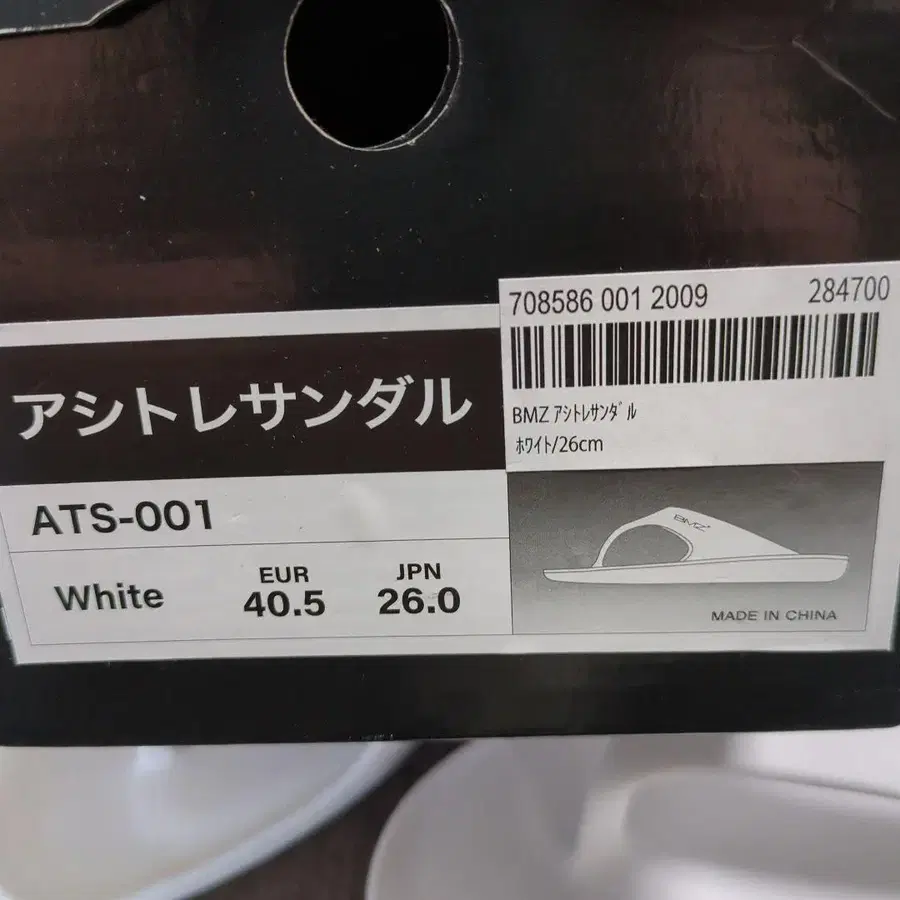 708586 001 2009 284700
BMZ ｱｼﾄﾚｻﾝﾀﾞﾙ
ﾎﾜｲﾄ/26cm
アシトレサンダル
ATS-001
White
EUR
40.5
JPN
26.0
BMZ
MADE IN CHINA